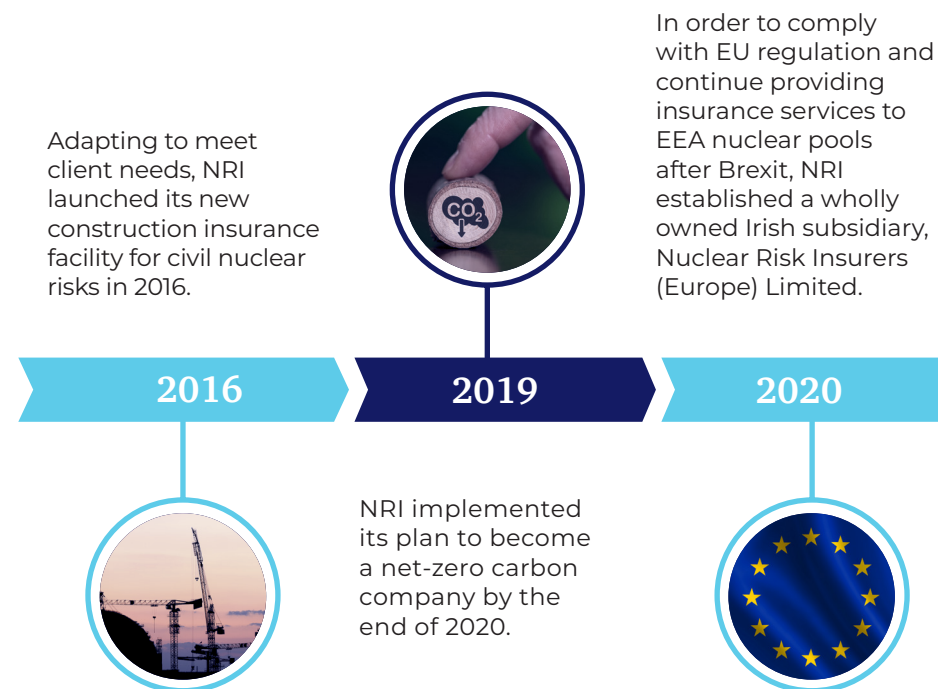 Adapting to meet
client needs, NRI
launched its new
construction insurance
facility for civil nuclear
risks in 2016.
2016
CO2
2019
NRI implemented
its plan to become
a net-zero carbon
company by the
end of 2020.
In order to comply
with EU regulation and
continue providing
insurance services to
EEA nuclear pools
after Brexit, NRI
established a wholly
owned Irish subsidiary,
Nuclear Risk Insurers
(Europe) Limited.
2020